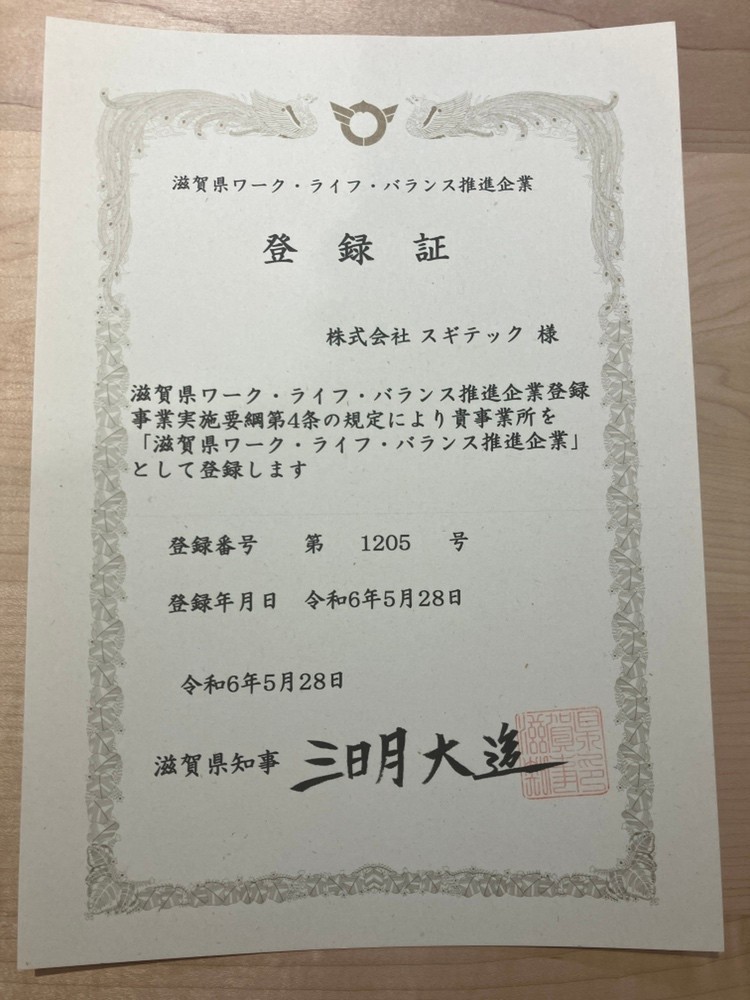 滋賀県ワーク・ライフ・バランス推進企業
登録証
株式会社 スギテック 様
滋賀県ワーク・ライフ・バランス推進企業登録
事業実施要綱第4条の規定により貴事業所を
「滋賀県ワーク・ライフ・バランス推進企業」
として登録します
登録番号 第 1205 号
登録年月日 令和6年5月28日
令和6年5月28日
滋賀県知事 三日月大造